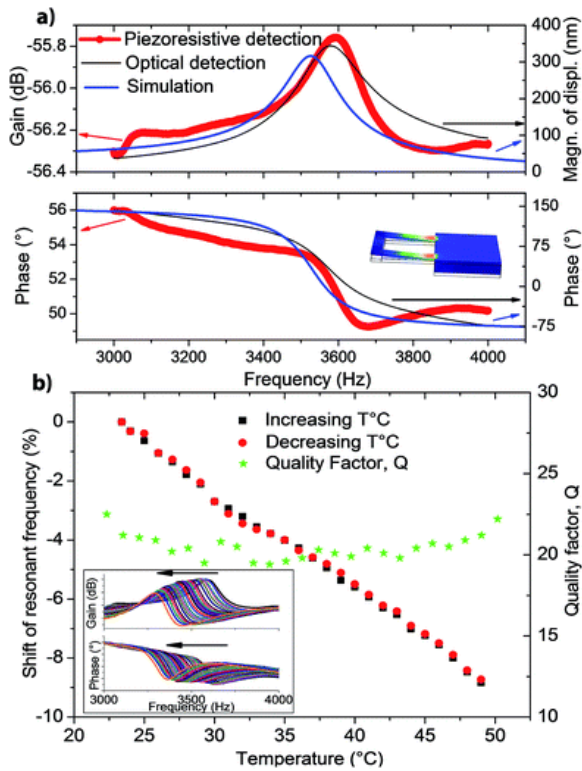 a)
Piezoresistive detection
Optical detection
Simulation
Gain (dB)
-55.8
-56.0
-56.2
-56.4
Magn. of displ. (nm)
400
300
200
100
0
Phase (°)
56
54
52
50
Phase (°)
150
75
0
-75
3000 3200 3400 3600 3800 4000
Frequency (Hz)
b)
Increasing T°C
Decreasing T°C
Quality Factor, Q
Shift of resonant frequency (%)
0
-2
-4
-6
-8
-10
Quality factor, Q
30
25
20
15
10
Gain (dB)
Phase (°)
3000 3500 4000
Frequency (Hz)
20 25 30 35 40 45 50
Temperature (°C)